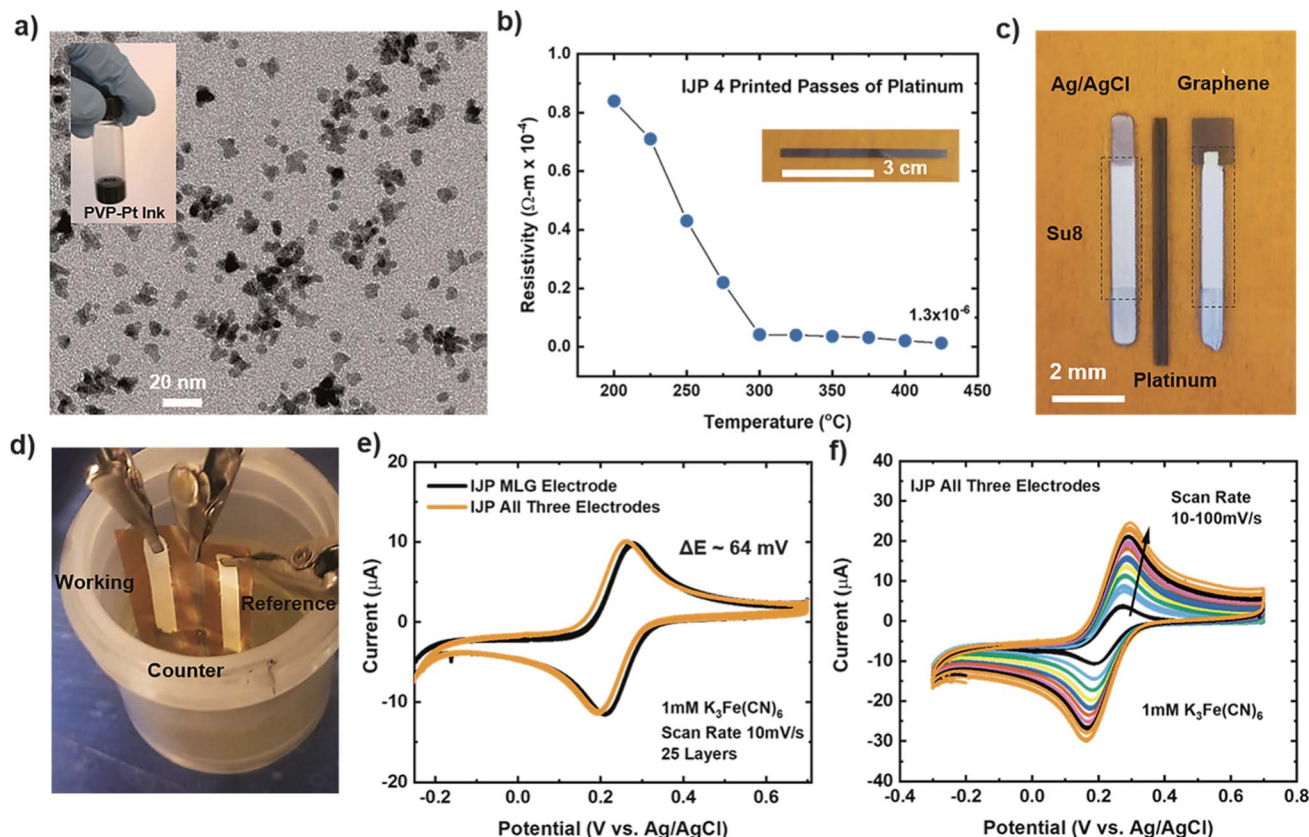 a)
PVP-Pt Ink
20 nm
b)
IJP 4 Printed Passes of Platinum
3 cm
1.3x10⁻⁶
Resistivity (Ω-m x 10⁻⁴)
1.0
0.8
0.6
0.4
0.2
0.0
200 250 300 350 400 450
Temperature (°C)
c)
Ag/AgCl Graphene
Su8
Platinum
2 mm
d)
Working
Reference
Counter
e)
IJP MLG Electrode
IJP All Three Electrodes
ΔE ~ 64 mV
1mM K₃Fe(CN)₆
Scan Rate 10mV/s
25 Layers
Current (μA)
20
10
0
-10
-20
-0.2 0.0 0.2 0.4 0.6
Potential (V vs. Ag/AgCl)
f)
IJP All Three Electrodes
Scan Rate
10-100mV/s
1mM K₃Fe(CN)₆
Current (μA)
40
30
20
10
0
-10
-20
-30
-40
-0.4 -0.2 0.0 0.2 0.4 0.6 0.8
Potential (V vs. Ag/AgCl)